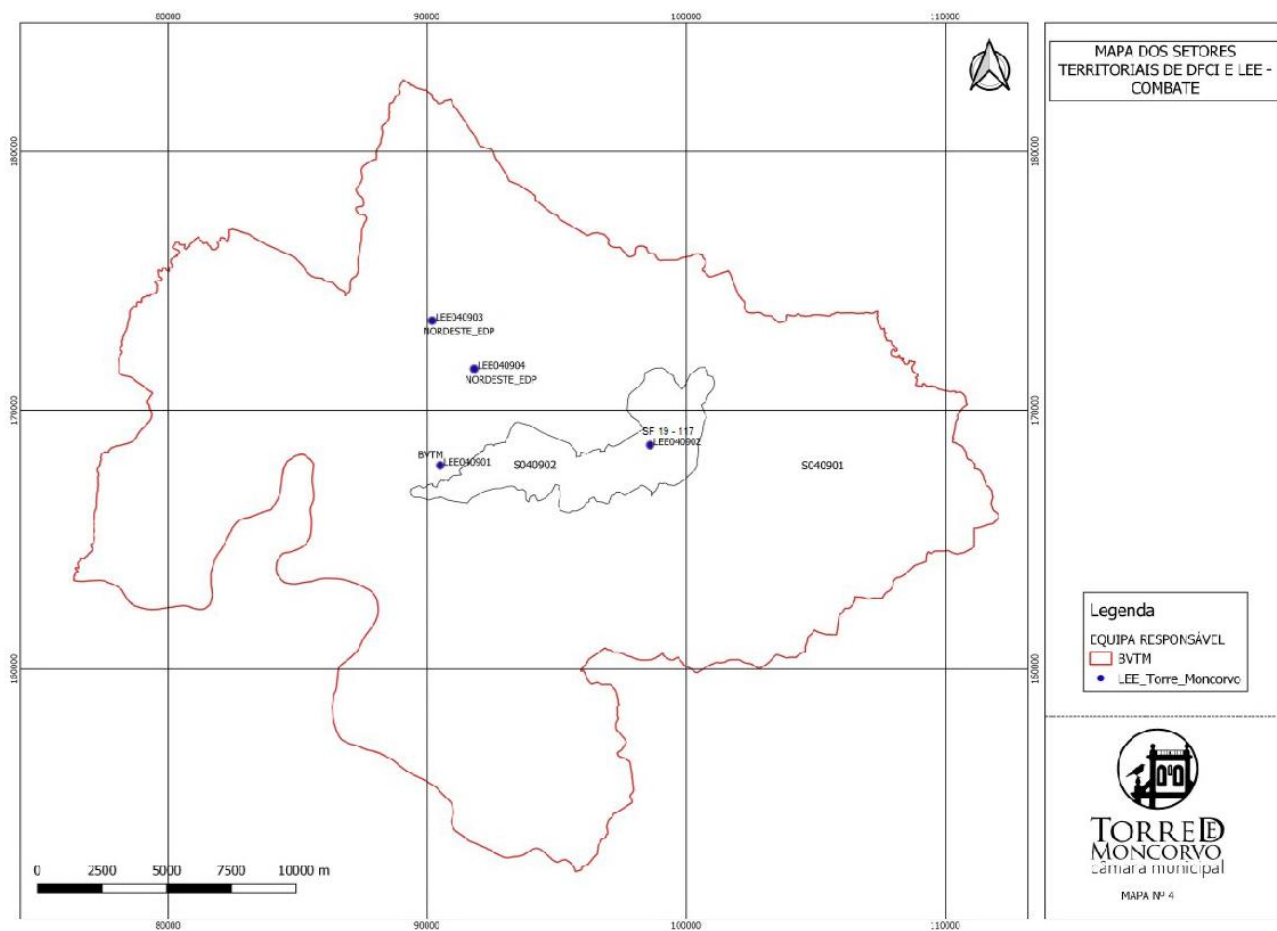 80000 90000 100000 110000
MAPA DOS SETORES
TERRITORIAIS DE DFCI E LEE -
COMBATE
180000 180000
LEE040903
NORDESTE_EDP
LEE040904
NORDESTE_EDP
170000 170000
SF 19 - 117
LEE040902
BVTM
LEE040901
S040902
S040901
Legenda
EQUIPA RESPONSÁVEL
BVTM
LEE_Torre_Moncorvo
160000 160000
TORRE DE
MONCORVO
câmara municipal
MAPA Nº 4
0 2500 5000 7500 10000 m
80000 90000 100000 110000